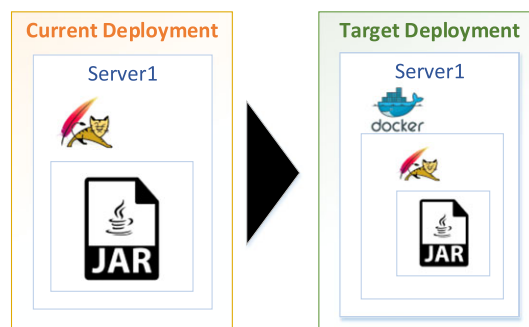 Current Deployment
Server1
JAR
Target Deployment
Server1
docker
JAR